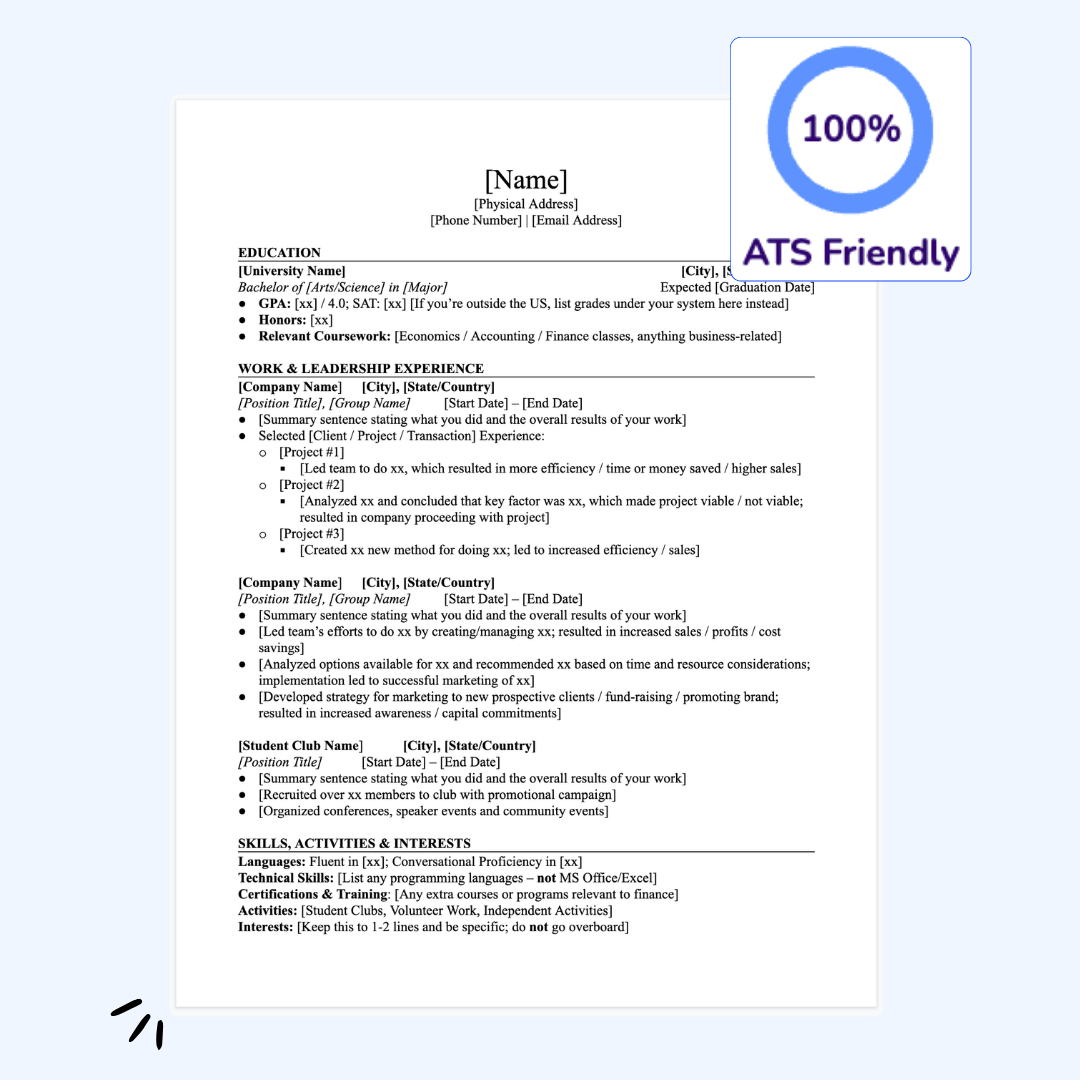 100%
ATS Friendly
[Name]
[Physical Address]
[Phone Number] | [Email Address]
EDUCATION
[University Name] [City], [S
Bachelor of [Arts/Science] in [Major] Expected [Graduation Date]
● GPA: [xx] / 4.0; SAT: [xx] [If you’re outside the US, list grades under your system here instead]
● Honors: [xx]
● Relevant Coursework: [Economics / Accounting / Finance classes, anything business-related]
WORK & LEADERSHIP EXPERIENCE
[Company Name] [City], [State/Country]
[Position Title], [Group Name] [Start Date] – [End Date]
● [Summary sentence stating what you did and the overall results of your work]
● Selected [Client / Project / Transaction] Experience:
o [Project #1]
▪ [Led team to do xx, which resulted in more efficiency / time or money saved / higher sales]
o [Project #2]
▪ [Analyzed xx and concluded that key factor was xx, which made project viable / not viable;
resulted in company proceeding with project]
o [Project #3]
▪ [Created xx new method for doing xx; led to increased efficiency / sales]
[Company Name] [City], [State/Country]
[Position Title], [Group Name] [Start Date] – [End Date]
● [Summary sentence stating what you did and the overall results of your work]
● [Led team’s efforts to do xx by creating/managing xx; resulted in increased sales / profits / cost
savings]
● [Analyzed options available for xx and recommended xx based on time and resource considerations;
implementation led to successful marketing of xx]
● [Developed strategy for marketing to new prospective clients / fund-raising / promoting brand;
resulted in increased awareness / capital commitments]
[Student Club Name] [City], [State/Country]
[Position Title] [Start Date] – [End Date]
● [Summary sentence stating what you did and the overall results of your work]
● [Recruited over xx members to club with promotional campaign]
● [Organized conferences, speaker events and community events]
SKILLS, ACTIVITIES & INTERESTS
Languages: Fluent in [xx]; Conversational Proficiency in [xx]
Technical Skills: [List any programming languages – not MS Office/Excel]
Certifications & Training: [Any extra courses or programs relevant to finance]
Activities: [Student Clubs, Volunteer Work, Independent Activities]
Interests: [Keep this to 1-2 lines and be specific; do not go overboard]